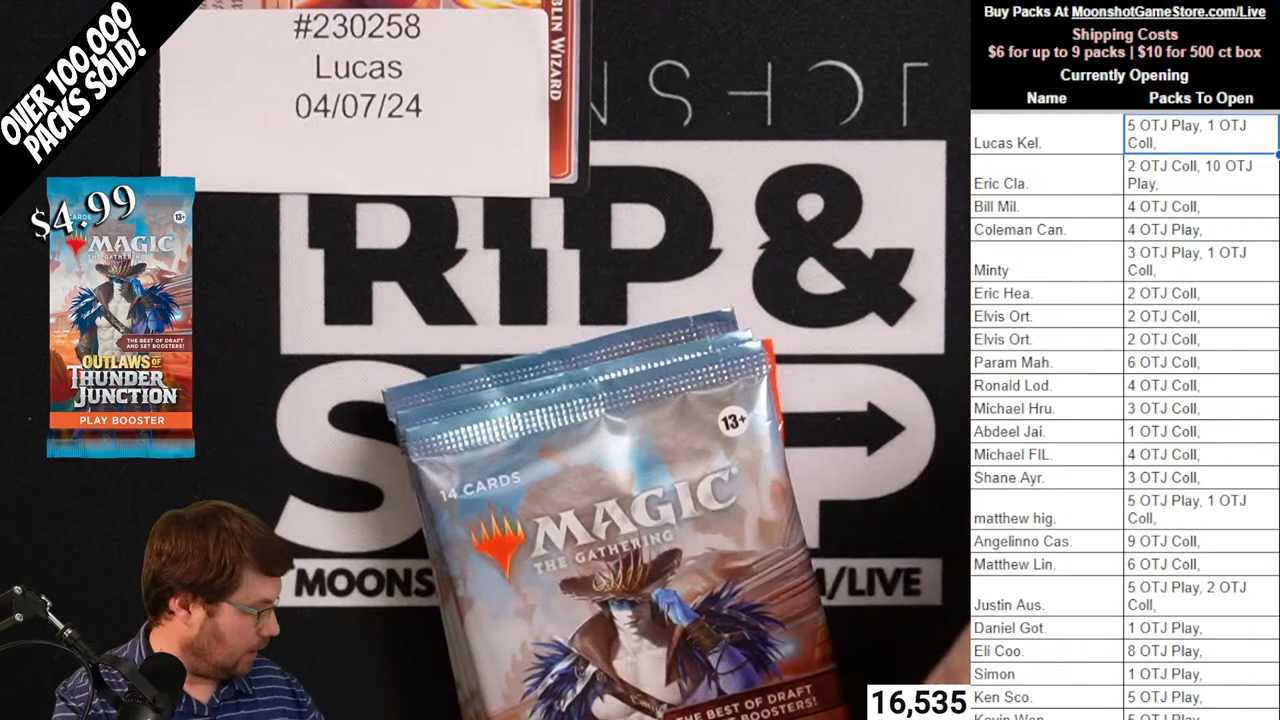 OVER 100,000
PACKS SOLD!
$4.99
CARDS
13+
MAGIC
THE GATHERING
THE BEST OF DRAFT
AND SET BOOSTERS!
OUTLAWS OF
THUNDER
JUNCTION
PLAY BOOSTER
#230258
Lucas
04/07/24
BLIN WIZARD
NSHOT
RIP &
S P
MOONS M/LIVE
14 CARDS
13+
MAGIC
THE GATHERING
BEST OF DRAFT
BOOSTERS!
16,535
Buy Packs At MoonshotGameStore.com/Live
Shipping Costs
$6 for up to 9 packs | $10 for 500 ct box
Currently Opening
Name Packs To Open
Lucas Kel. 5 OTJ Play, 1 OTJ
Coll,
Eric Cla. 2 OTJ Coll, 10 OTJ
Play,
Bill Mil. 4 OTJ Coll,
Coleman Can. 4 OTJ Play,
Minty 3 OTJ Play, 1 OTJ
Coll,
Eric Hea. 2 OTJ Coll,
Elvis Ort. 2 OTJ Coll,
Elvis Ort. 2 OTJ Coll,
Param Mah. 6 OTJ Coll,
Ronald Lod. 4 OTJ Coll,
Michael Hru. 3 OTJ Coll,
Abdeel Jai. 1 OTJ Coll,
Michael FIL. 4 OTJ Coll,
Shane Ayr. 3 OTJ Coll,
matthew hig. 5 OTJ Play, 1 OTJ
Coll,
Angelinno Cas. 9 OTJ Coll,
Matthew Lin. 6 OTJ Coll,
Justin Aus. 5 OTJ Play, 2 OTJ
Coll,
Daniel Got. 1 OTJ Play,
Eli Coo. 8 OTJ Play,
Simon 1 OTJ Play,
Ken Sco. 5 OTJ Play,